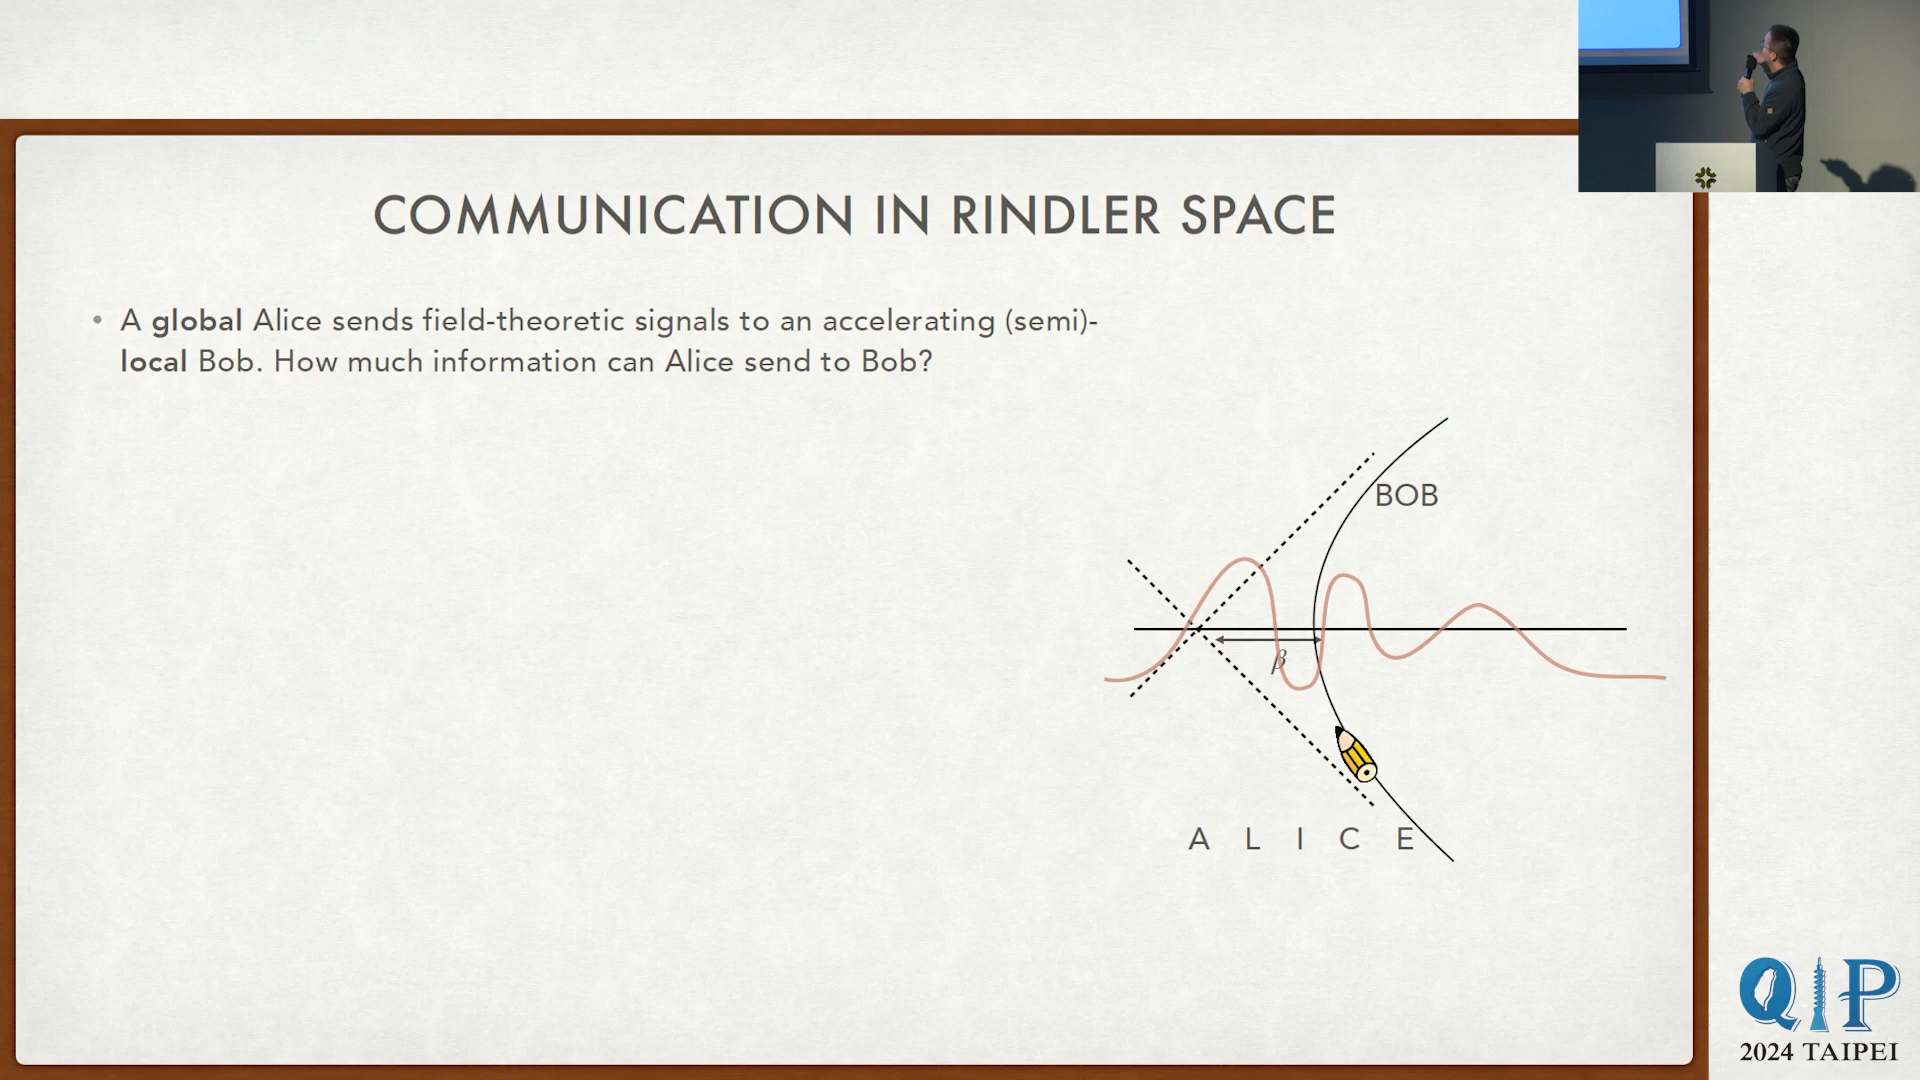 COMMUNICATION IN RINDLER SPACE
• A global Alice sends field-theoretic signals to an accelerating (semi)-
local Bob. How much information can Alice send to Bob?
BOB
β
A L I C E
QIP
2024 TAIPEI